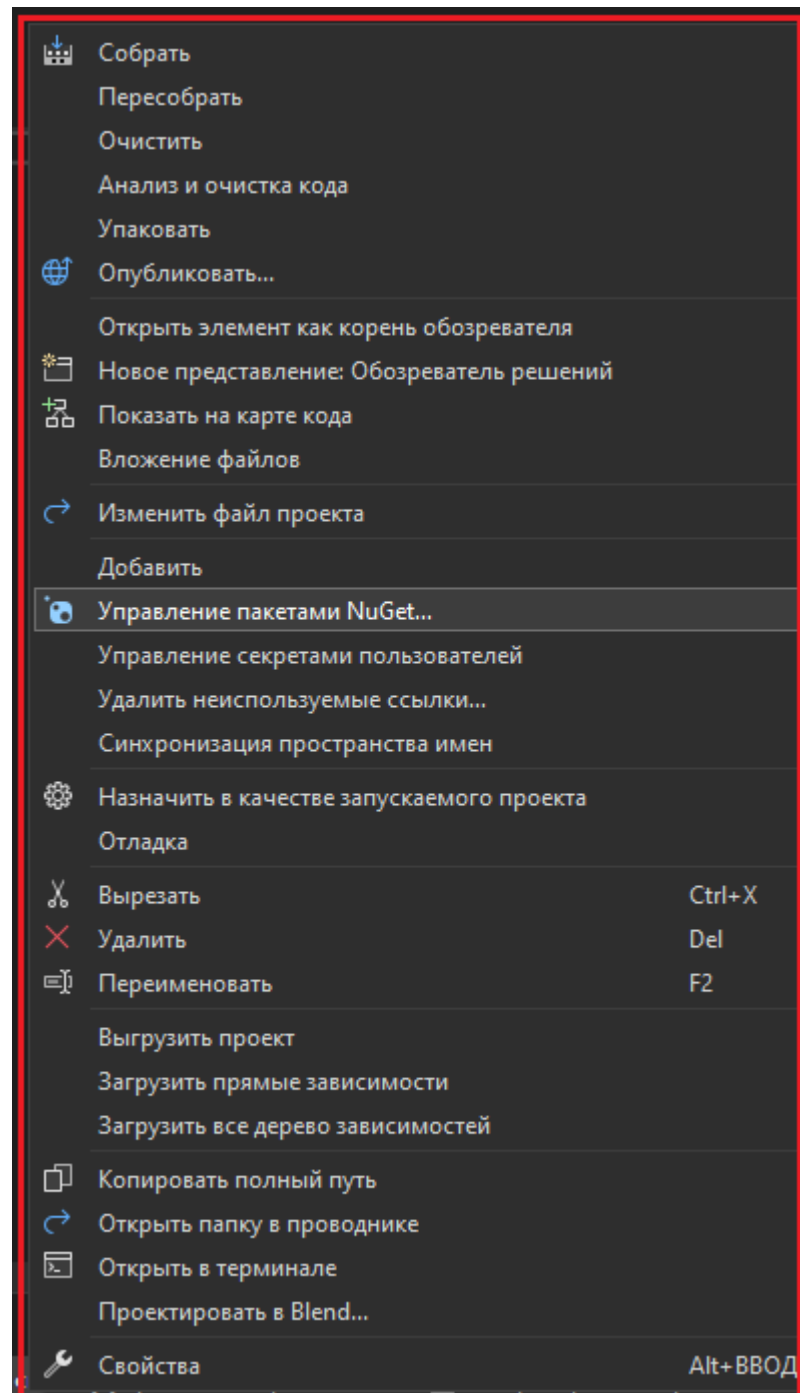 Собрать
Пересобрать
Очистить
Анализ и очистка кода
Упаковать
Опубликовать...
Открыть элемент как корень обозревателя
Новое представление: Обозреватель решений
Показать на карте кода
Вложение файлов
Изменить файл проекта
Добавить
Управление пакетами NuGet...
Управление секретами пользователей
Удалить неиспользуемые ссылки...
Синхронизация пространства имен
Назначить в качестве запускаемого проекта
Отладка
Вырезать Ctrl+X
Удалить Del
Переименовать F2
Выгрузить проект
Загрузить прямые зависимости
Загрузить все дерево зависимостей
Копировать полный путь
Открыть папку в проводнике
Открыть в терминале
Проектировать в Blend...
Свойства Alt+ВВОД